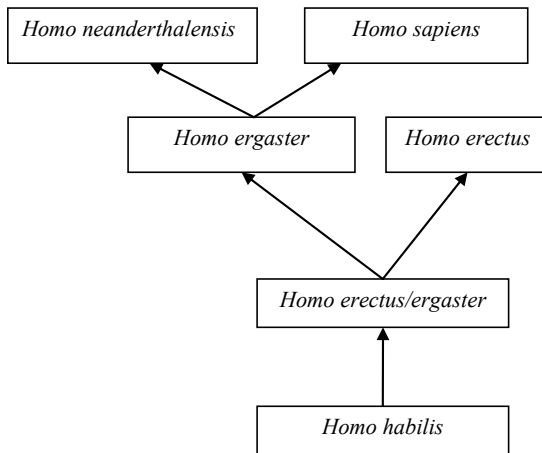 Homo neanderthalensis
Homo sapiens
Homo ergaster
Homo erectus
Homo erectus/ergaster
Homo habilis